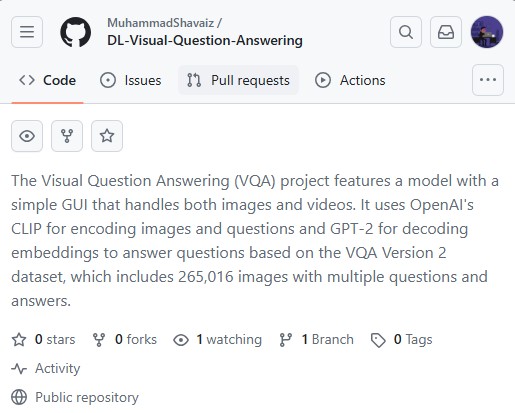 MuhammadShavaiz /
DL-Visual-Question-Answering
Code Issues Pull requests Actions
The Visual Question Answering (VQA) project features a model with a
simple GUI that handles both images and videos. It uses OpenAI's
CLIP for encoding images and questions and GPT-2 for decoding
embeddings to answer questions based on the VQA Version 2
dataset, which includes 265,016 images with multiple questions and
answers.
0 stars 0 forks 1 watching 1 Branch 0 Tags
Activity
Public repository